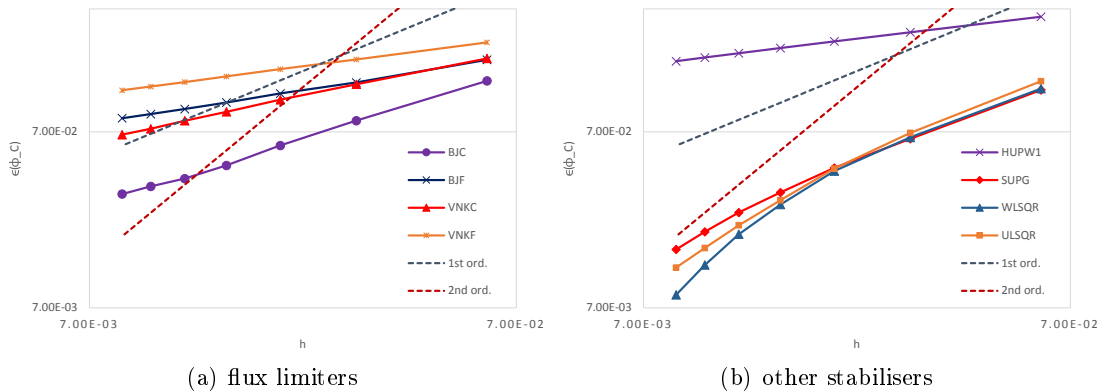 7.00E-02
7.00E-03
ϵ(ϕ_C)
BJC
BJF
VNKC
VNKF
1st ord.
2nd ord.
7.00E-03
7.00E-02
h
(a) flux limiters
7.00E-02
7.00E-03
ϵ(ϕ_C)
HUPW1
SUPG
WLSQR
ULSQR
1st ord.
2nd ord.
7.00E-03
7.00E-02
h
(b) other stabilisers